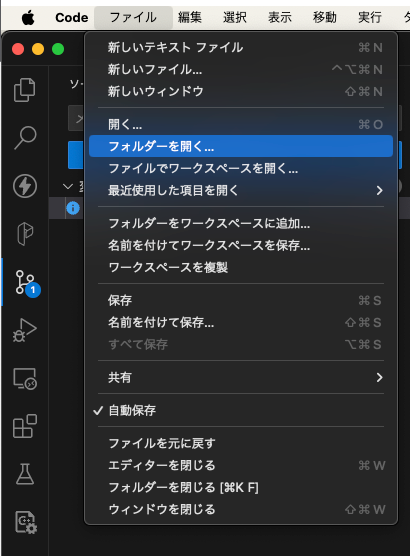 Code ファイル 編集 選択 表示 移動 実行
新しいテキスト ファイル ⌘ N
新しいファイル... ⌃⌥⌘ N
新しいウィンドウ ⇧⌘ N
開く... ⌘ O
フォルダーを開く...
ファイルでワークスペースを開く...
最近使用した項目を開く
フォルダーをワークスペースに追加...
名前を付けてワークスペースを保存...
ワークスペースを複製
保存 ⌘ S
名前を付けて保存... ⇧⌘ S
すべて保存 ⌥⌘ S
共有
自動保存
ファイルを元に戻す
エディターを閉じる ⌘ W
フォルダーを閉じる [⌘K F]
ウィンドウを閉じる ⇧⌘ W
ソー
1